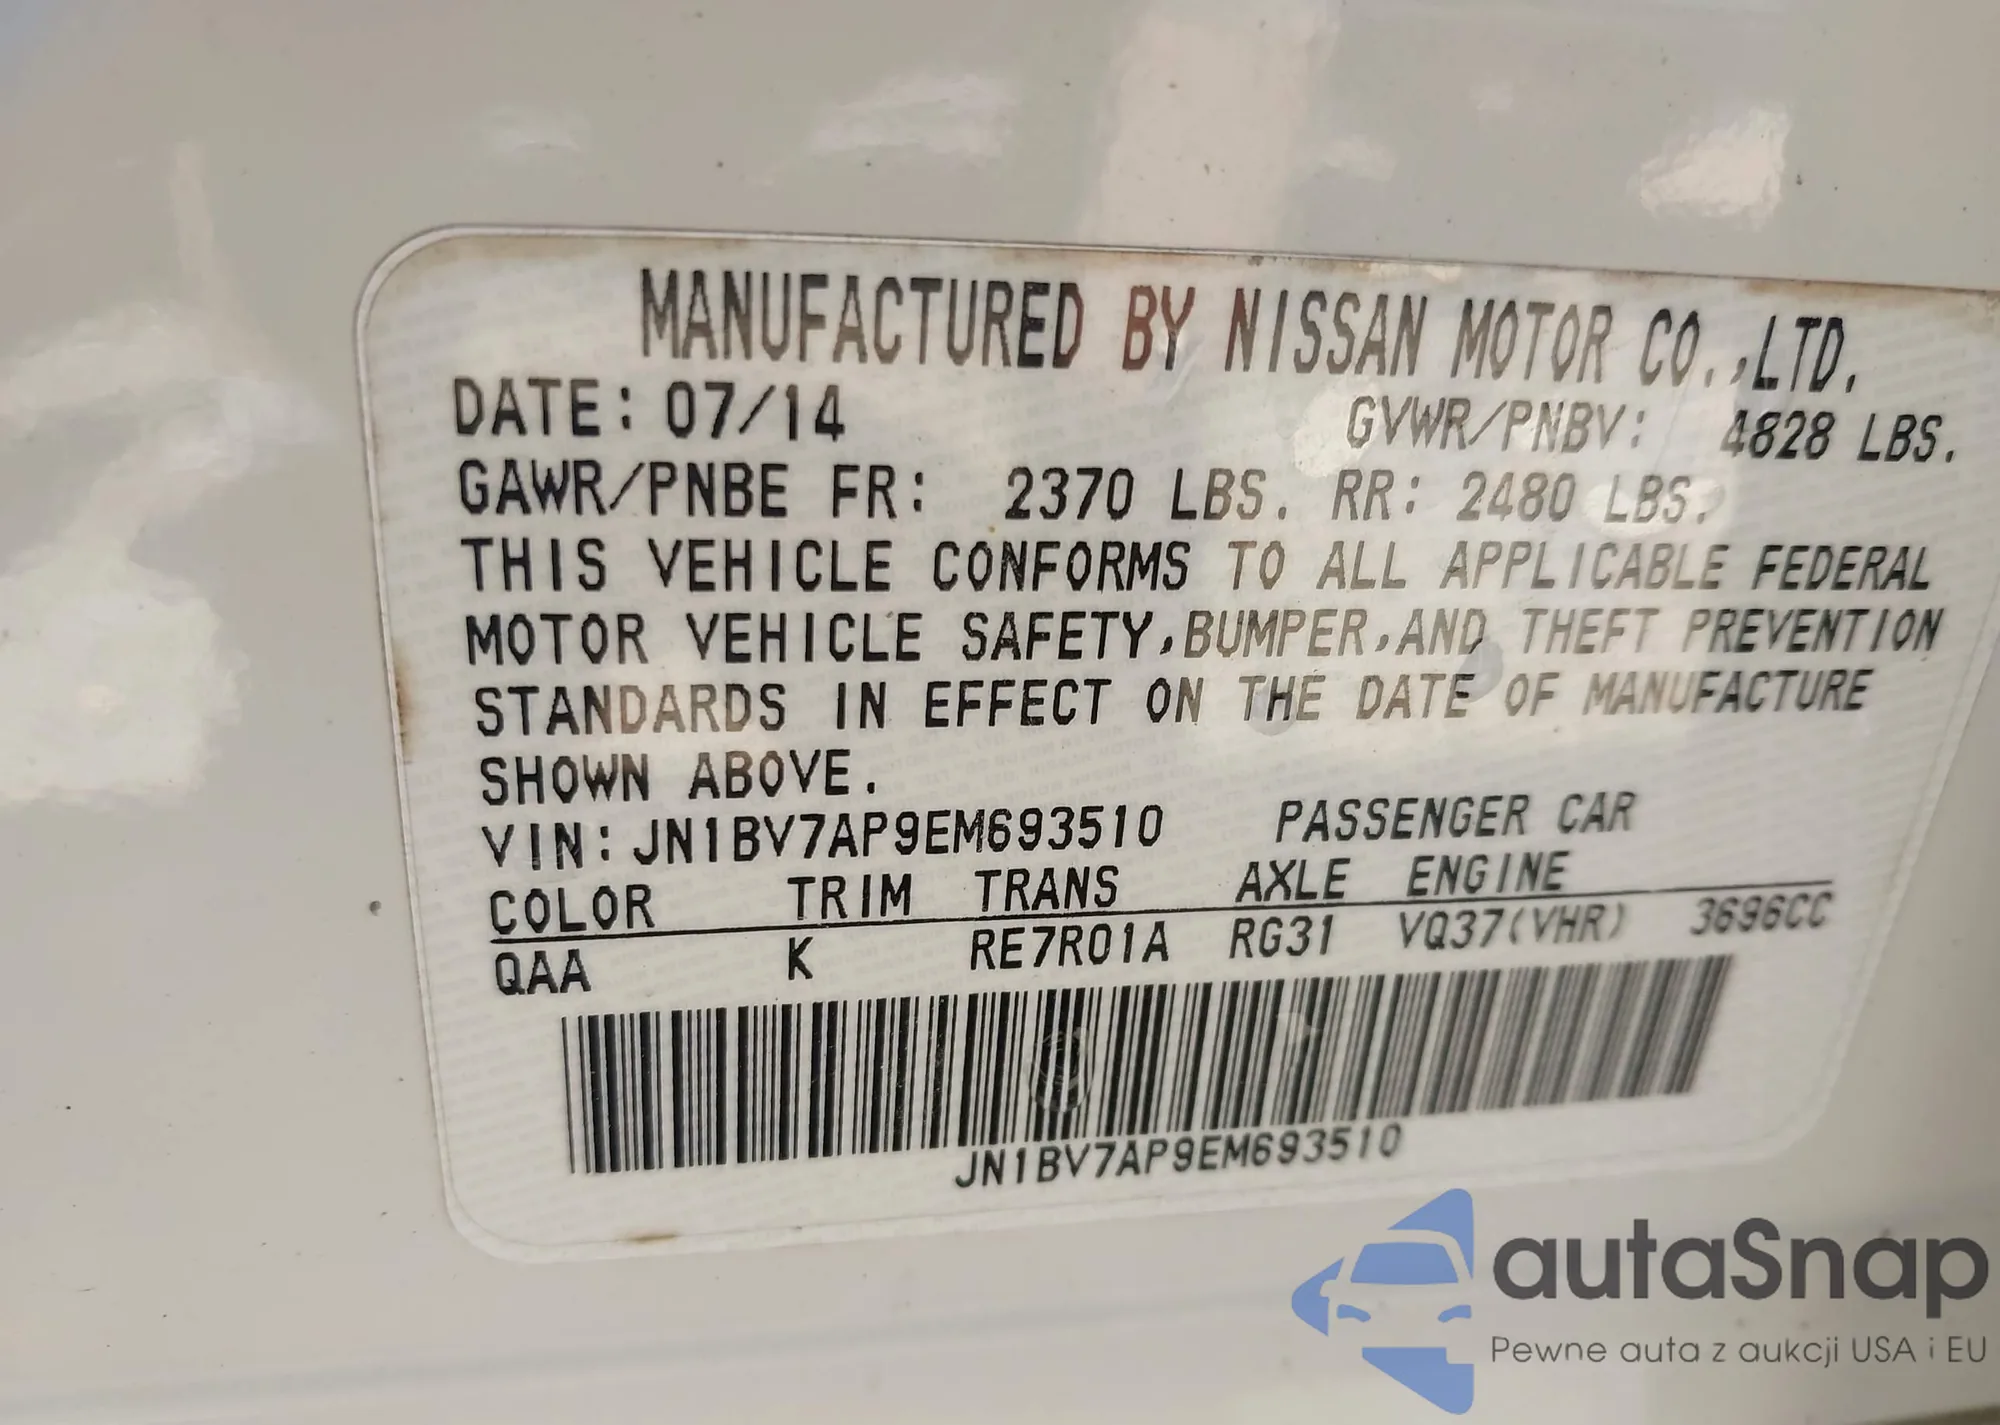 MANUFACTURED BY NISSAN MOTOR CO.,LTD.
DATE: 07/14 GVWR/PNBV: 4828 LBS.
GAWR/PNBE FR: 2370 LBS. RR: 2480 LBS.
THIS VEHICLE CONFORMS TO ALL APPLICABLE FEDERAL
MOTOR VEHICLE SAFETY,BUMPER,AND THEFT PREVENTION
STANDARDS IN EFFECT ON THE DATE OF MANUFACTURE
SHOWN ABOVE.
VIN:JN1BV7AP9EM693510 PASSENGER CAR
COLOR TRIM TRANS AXLE ENGINE
QAA K RE7R01A RG31 VQ37(VHR) 3696CC
JN1BV7AP9EM693510
autaSnap
Pewne auta z aukcji USA i EU